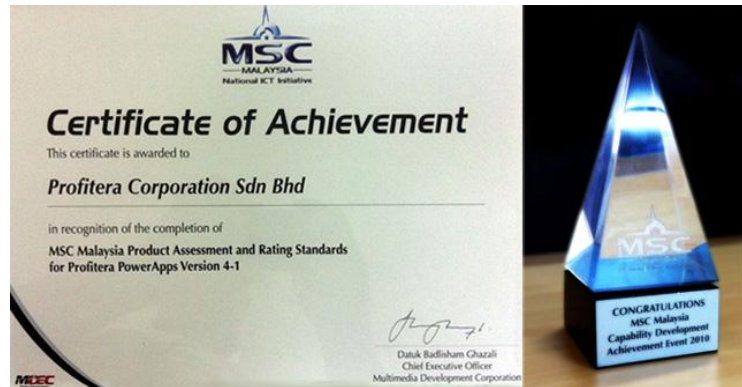 MSC
MALAYSIA
National ICT Initiative
Certificate of Achievement
This certificate is awarded to
Profitera Corporation Sdn Bhd
in recognition of the completion of
MSC Malaysia Product Assessment and Rating Standards
for Profitera PowerApps Version 4-1
Datuk Badlisham Ghazali
Chief Executive Officer
Multimedia Development Corporation
MDEC
MSC
CONGRATULATIONS
MSC Malaysia
Capability Development
Achievement Event 2010